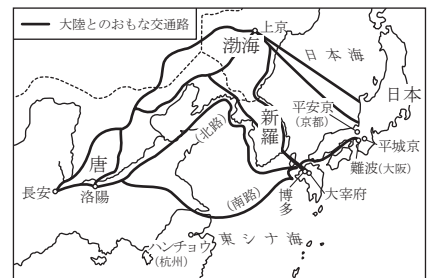 大陸とのおもな交通路
上京
渤海
日本海
日本
新羅
平安京
(京都)
平城京
難波(大阪)
(北路)
唐
長安
洛陽
大宰府
博多
(南路)
ハンチョウ
(杭州)
東シナ海